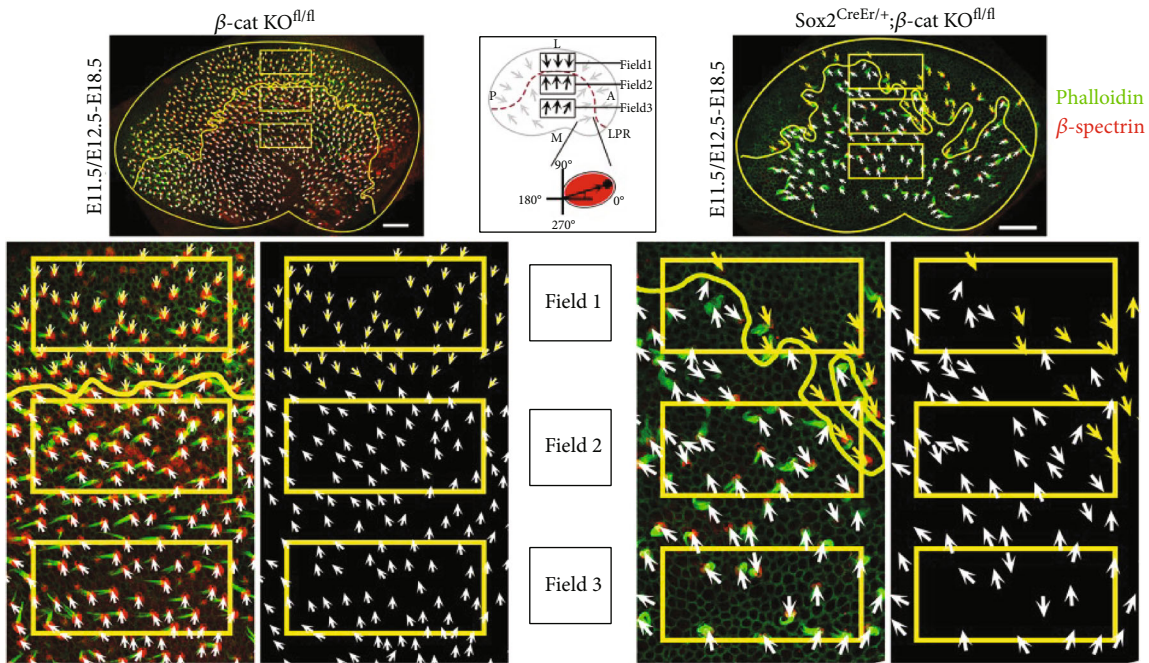 β-cat KO^fl/fl
Sox2^CreEr/+;β-cat KO^fl/fl
E11.5/E12.5-E18.5
L
Field1
Field2
Field3
P
A
M
LPR
90°
180°
0°
270°
E11.5/E12.5-E18.5
Phalloidin
β-spectrin
Field 1
Field 2
Field 3